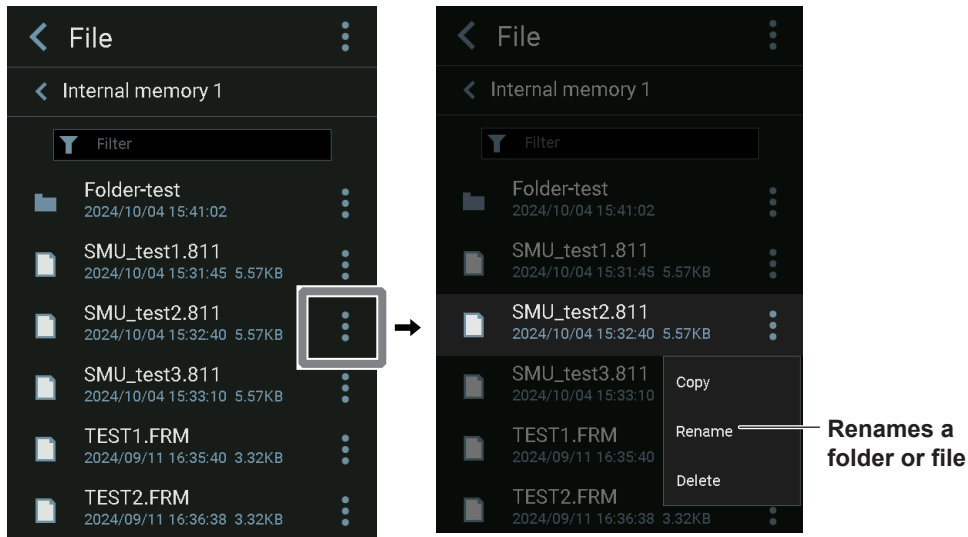 File
Internal memory 1
Filter
Folder-test
2024/10/04 15:41:02
SMU_test1.811
2024/10/04 15:31:45 5.57KB
SMU_test2.811
2024/10/04 15:32:40 5.57KB
SMU_test3.811
2024/10/04 15:33:10 5.57KB
TEST1.FRM
2024/09/11 16:35:40 3.32KB
TEST2.FRM
2024/09/11 16:36:38 3.32KB
File
Internal memory 1
Filter
Folder-test
2024/10/04 15:41:02
SMU_test1.811
2024/10/04 15:31:45 5.57KB
SMU_test2.811
2024/10/04 15:32:40 5.57KB
SMU_test3.811
2024/10/04 15:33:10
TEST1.FRM
2024/09/11 16:35:40
TEST2.FRM
2024/09/11 16:36:38 3.32KB
Copy
Rename
Delete
Renames a
folder or file